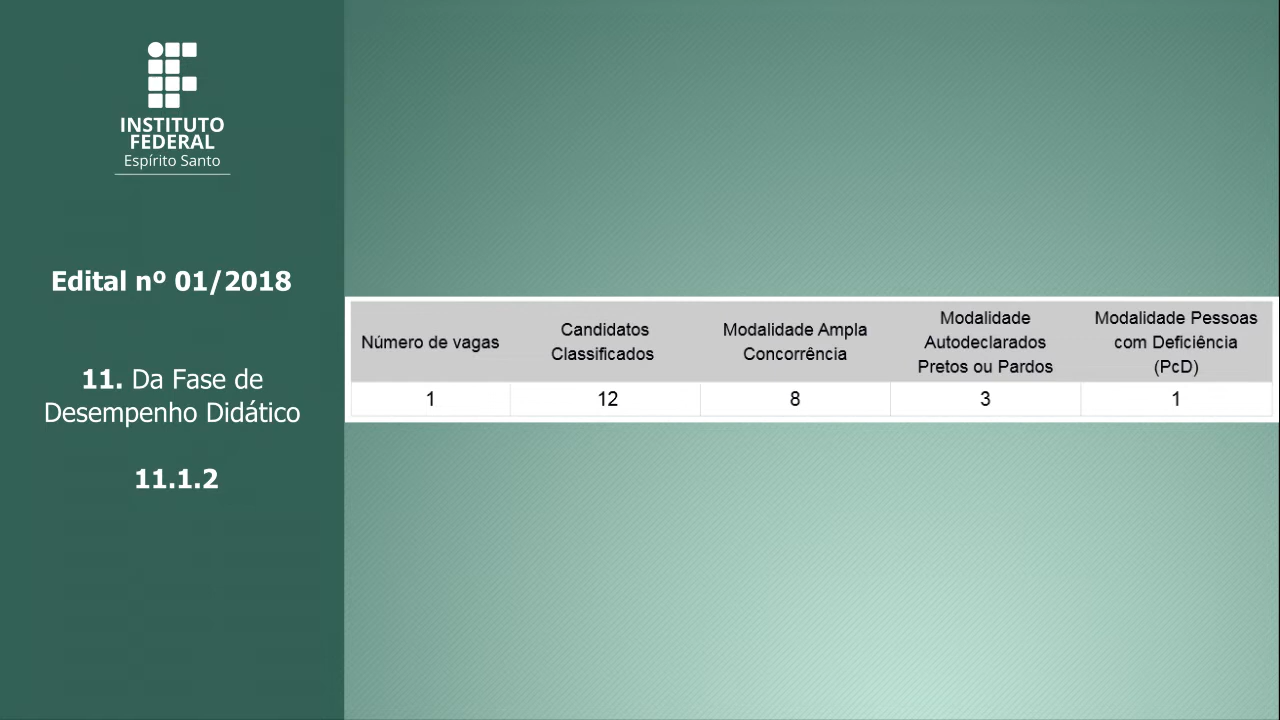 INSTITUTO
FEDERAL
Espírito Santo
Edital nº 01/2018
11. Da Fase de
Desempenho Didático
11.1.2
Número de vagas
Candidatos
Classificados
Modalidade Ampla
Concorrência
Modalidade
Autodeclarados
Pretos ou Pardos
Modalidade Pessoas
com Deficiência
(PcD)
1 12 8 3 1